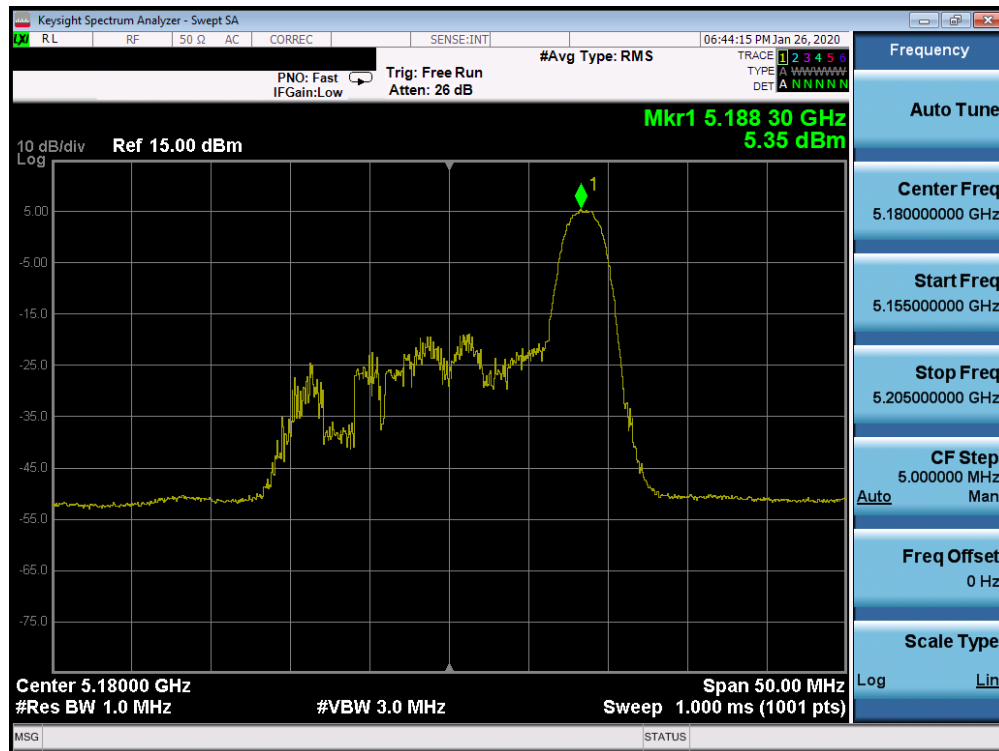 Keysight Spectrum Analyzer - Swept SA
LXI RL RF 50 Ω AC CORREC SENSE:INT 06:44:15 PM Jan 26, 2020
#Avg Type: RMS
TRACE 1 2 3 4 5 6
TYPE A WWWWW
DET A N N N N N
PNO: Fast
IFGain:Low
Trig: Free Run
Atten: 26 dB
Mkr1 5.188 30 GHz
5.35 dBm
10 dB/div Ref 15.00 dBm
Log
1
5.00
-5.00
-15.0
-25.0
-35.0
-45.0
-55.0
-65.0
-75.0
Center 5.18000 GHz Span 50.00 MHz
#Res BW 1.0 MHz #VBW 3.0 MHz Sweep 1.000 ms (1001 pts)
MSG STATUS
Frequency
Auto Tune
Center Freq
5.180000000 GHz
Start Freq
5.155000000 GHz
Stop Freq
5.205000000 GHz
CF Step
5.000000 MHz
Auto Man
Freq Offset
0 Hz
Scale Type
Log Lin